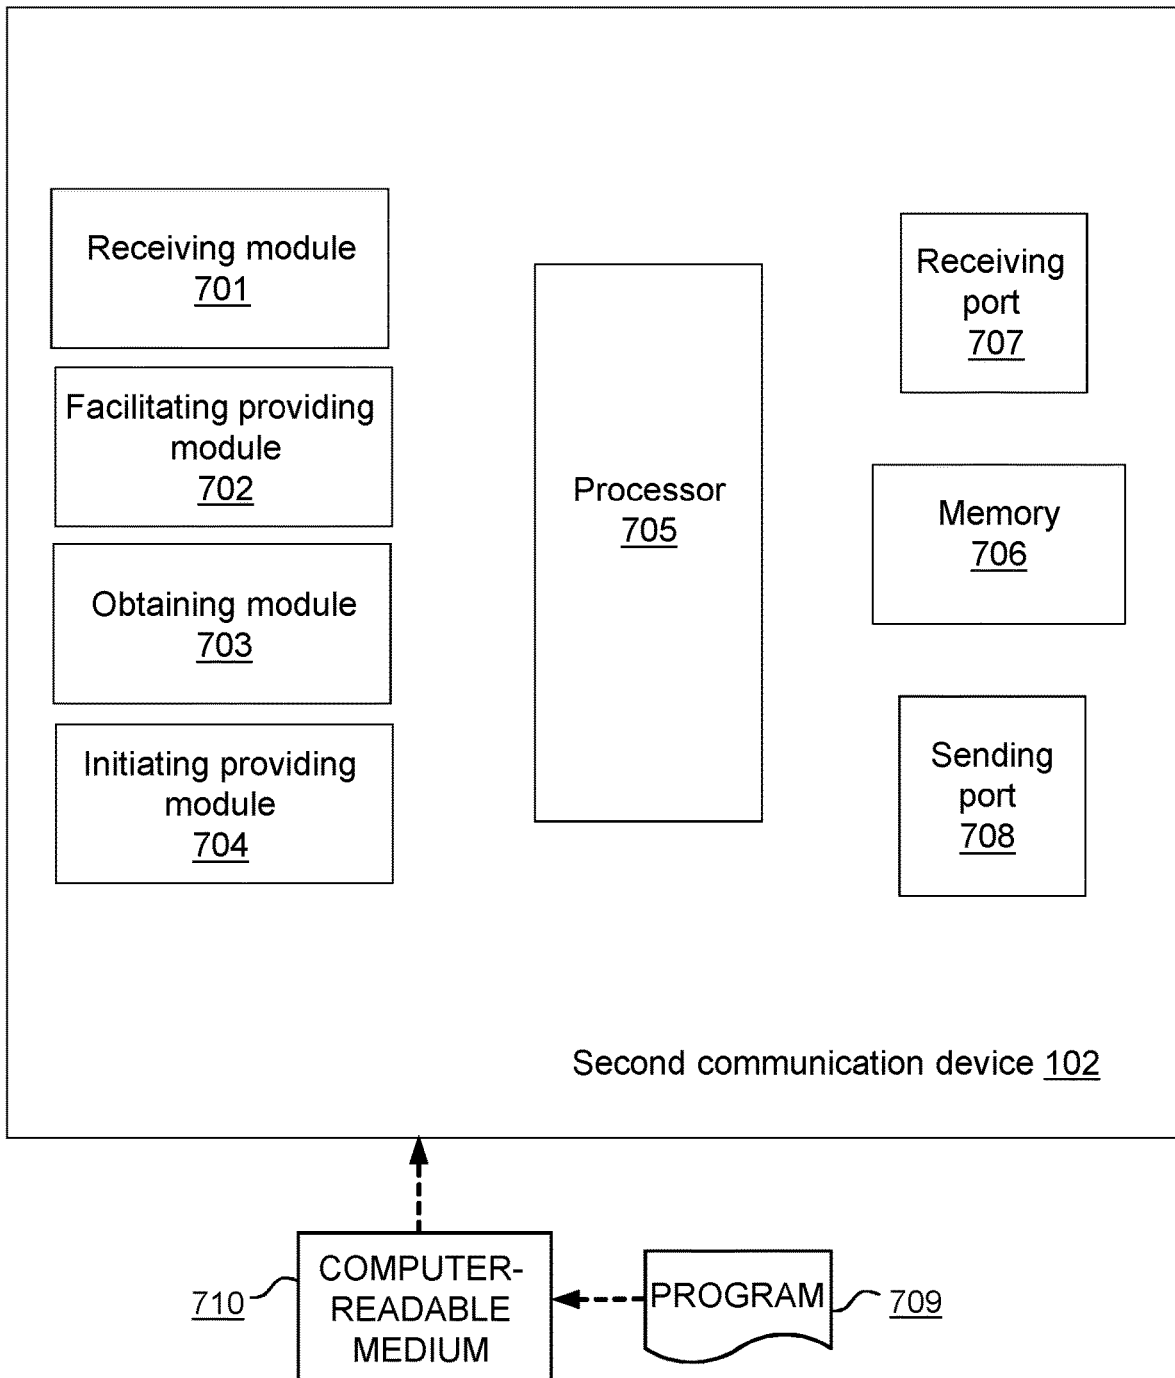 Receiving module
701
Facilitating providing
module
702
Obtaining module
703
Initiating providing
module
704
Processor
705
Receiving
port
707
Memory
706
Sending
port
708
Second communication device 102
710
COMPUTER-
READABLE
MEDIUM
PROGRAM
709